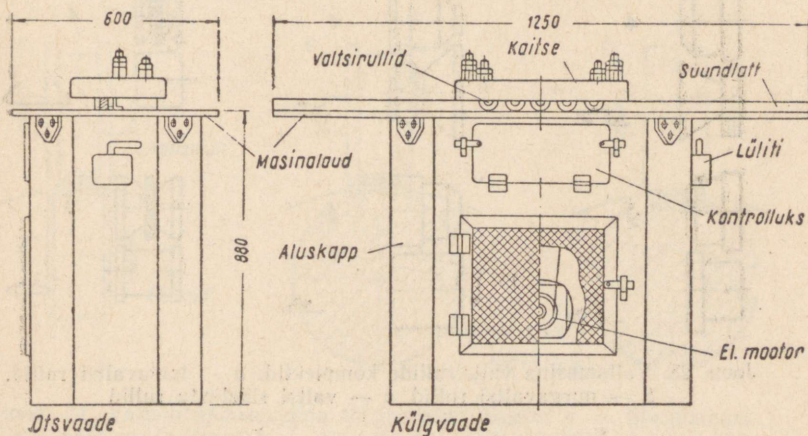 600
1250
Valtsirullid
Kaitse
Suundlatt
Masinalaud
Lüliti
Kontrolluks
880
Aluskapp
El. mootor
Otsvaade
Külgvaade